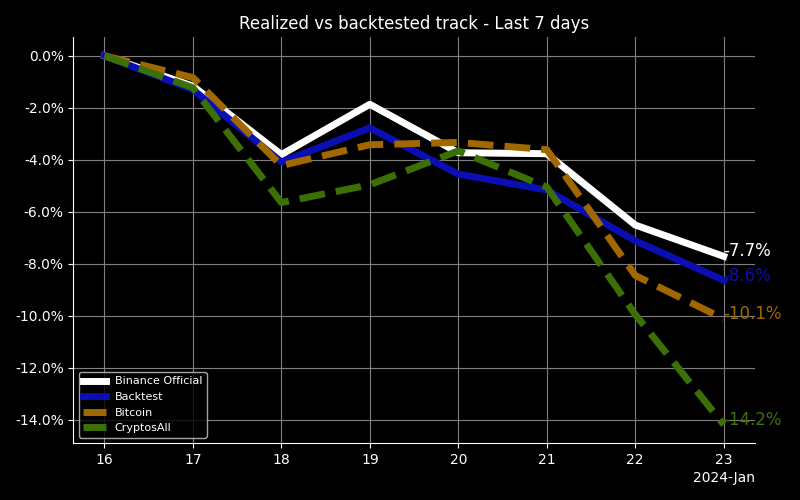 Realized vs backtested track - Last 7 days
0.0%
-2.0%
-4.0%
-6.0%
-8.0%
-10.0%
-12.0%
-14.0%
-7.7%
-8.6%
-10.1%
-14.2%
Binance Official
Backtest
Bitcoin
CryptosAll
16 17 18 19 20 21 22 23
2024-Jan